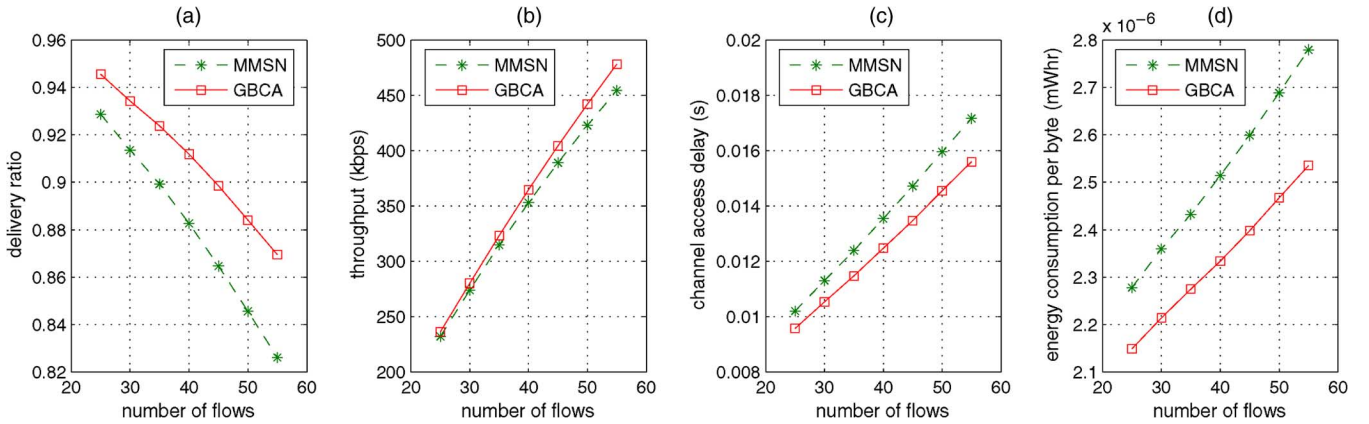 (a)
0.96
0.94
0.92
0.9
0.88
0.86
0.84
0.82
20
30
40
50
60
delivery ratio
number of flows
MMSN
GBCA
(b)
500
450
400
350
300
250
200
20
30
40
50
60
throughput (kbps)
number of flows
MMSN
GBCA
(c)
0.02
0.018
0.016
0.014
0.012
0.01
0.008
20
30
40
50
60
channel access delay (s)
number of flows
MMSN
GBCA
(d)
x 10⁻⁶
2.8
2.7
2.6
2.5
2.4
2.3
2.2
2.1
20
30
40
50
60
energy consumption per byte (mWhr)
number of flows
MMSN
GBCA